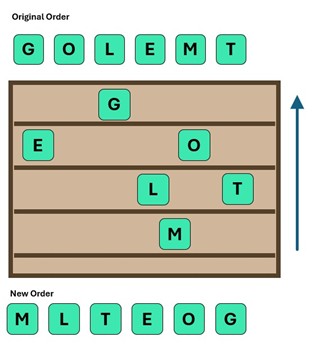 Original Order
G O L E M T
G
E O
L T
M
New Order
M L T E O G